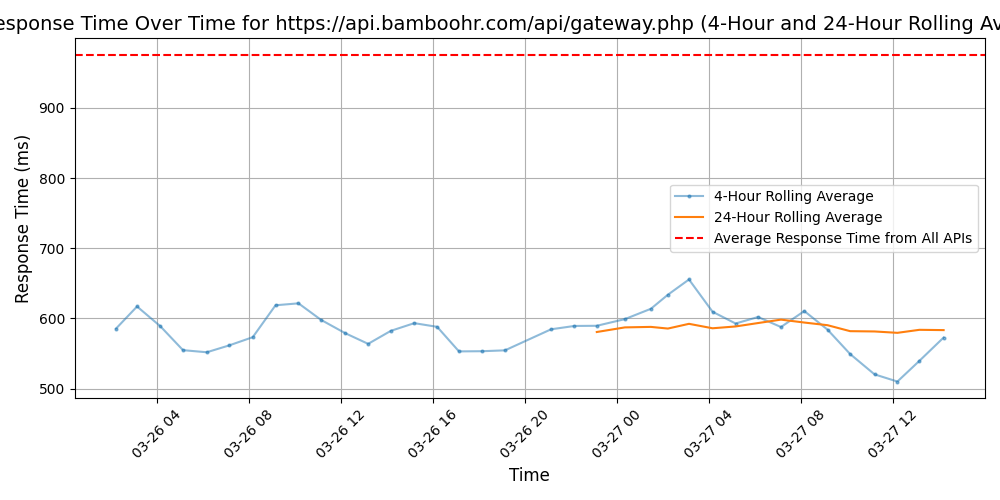 esponse Time Over Time for https://api.bamboohr.com/api/gateway.php (4-Hour and 24-Hour Rolling Av
Response Time (ms)
900
800
700
600
500
4-Hour Rolling Average
24-Hour Rolling Average
Average Response Time from All APIs
03-26 04
03-26 08
03-26 12
03-26 16
03-26 20
03-27 00
03-27 04
03-27 08
03-27 12
Time